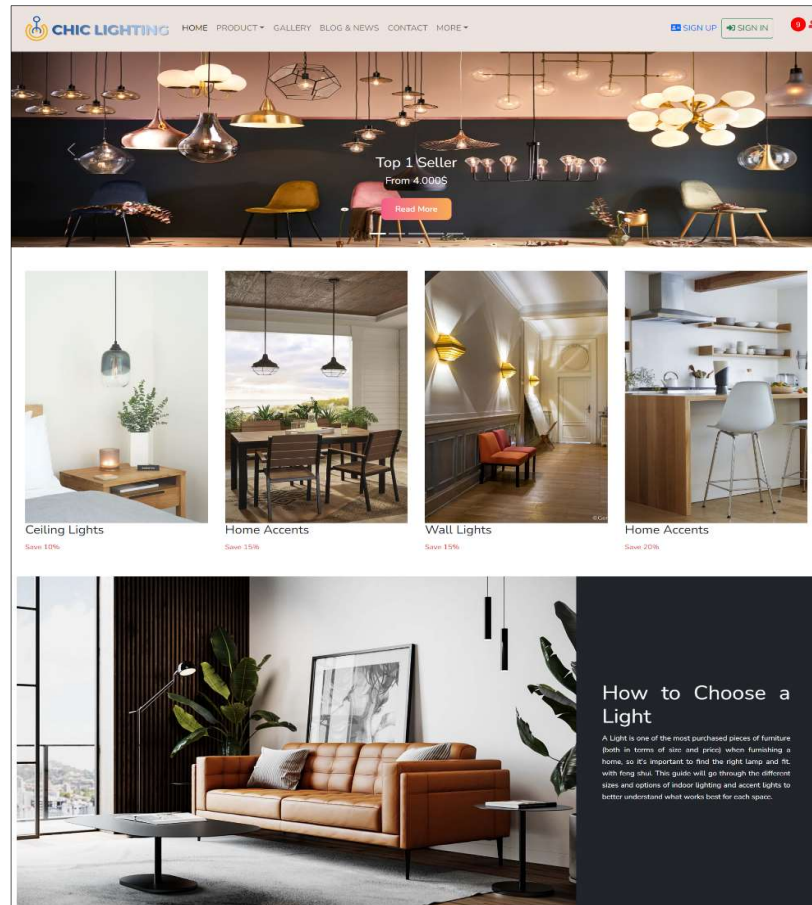 CHIC LIGHTING HOME PRODUCT GALLERY BLOG & NEWS CONTACT MORE SIGN UP SIGN IN 9
Top 1 Seller
From 4.000$
Read More
Ceiling Lights Home Accents Wall Lights Home Accents
Save 10% Save 15% Save 15% Save 20%
How to Choose a
Light
A Light is one of the most purchased pieces of furniture
(both in terms of size and price) when furnishing a
home, so it's important to find the right lamp and fit.
with feng shui. This guide will go through the different
sizes and options of indoor lighting and accent lights to
better understand what works best for each space.